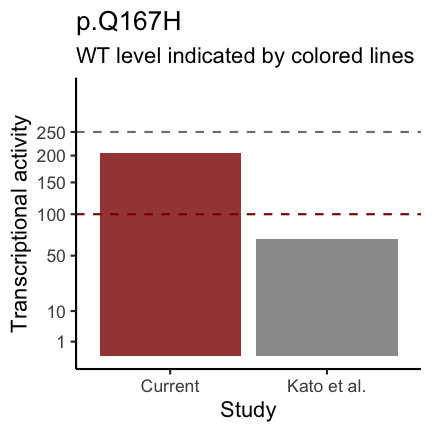 p.Q167H
WT level indicated by colored lines
Transcriptional activity
250
200
150
100
50
10
1
Current
Kato et al.
Study